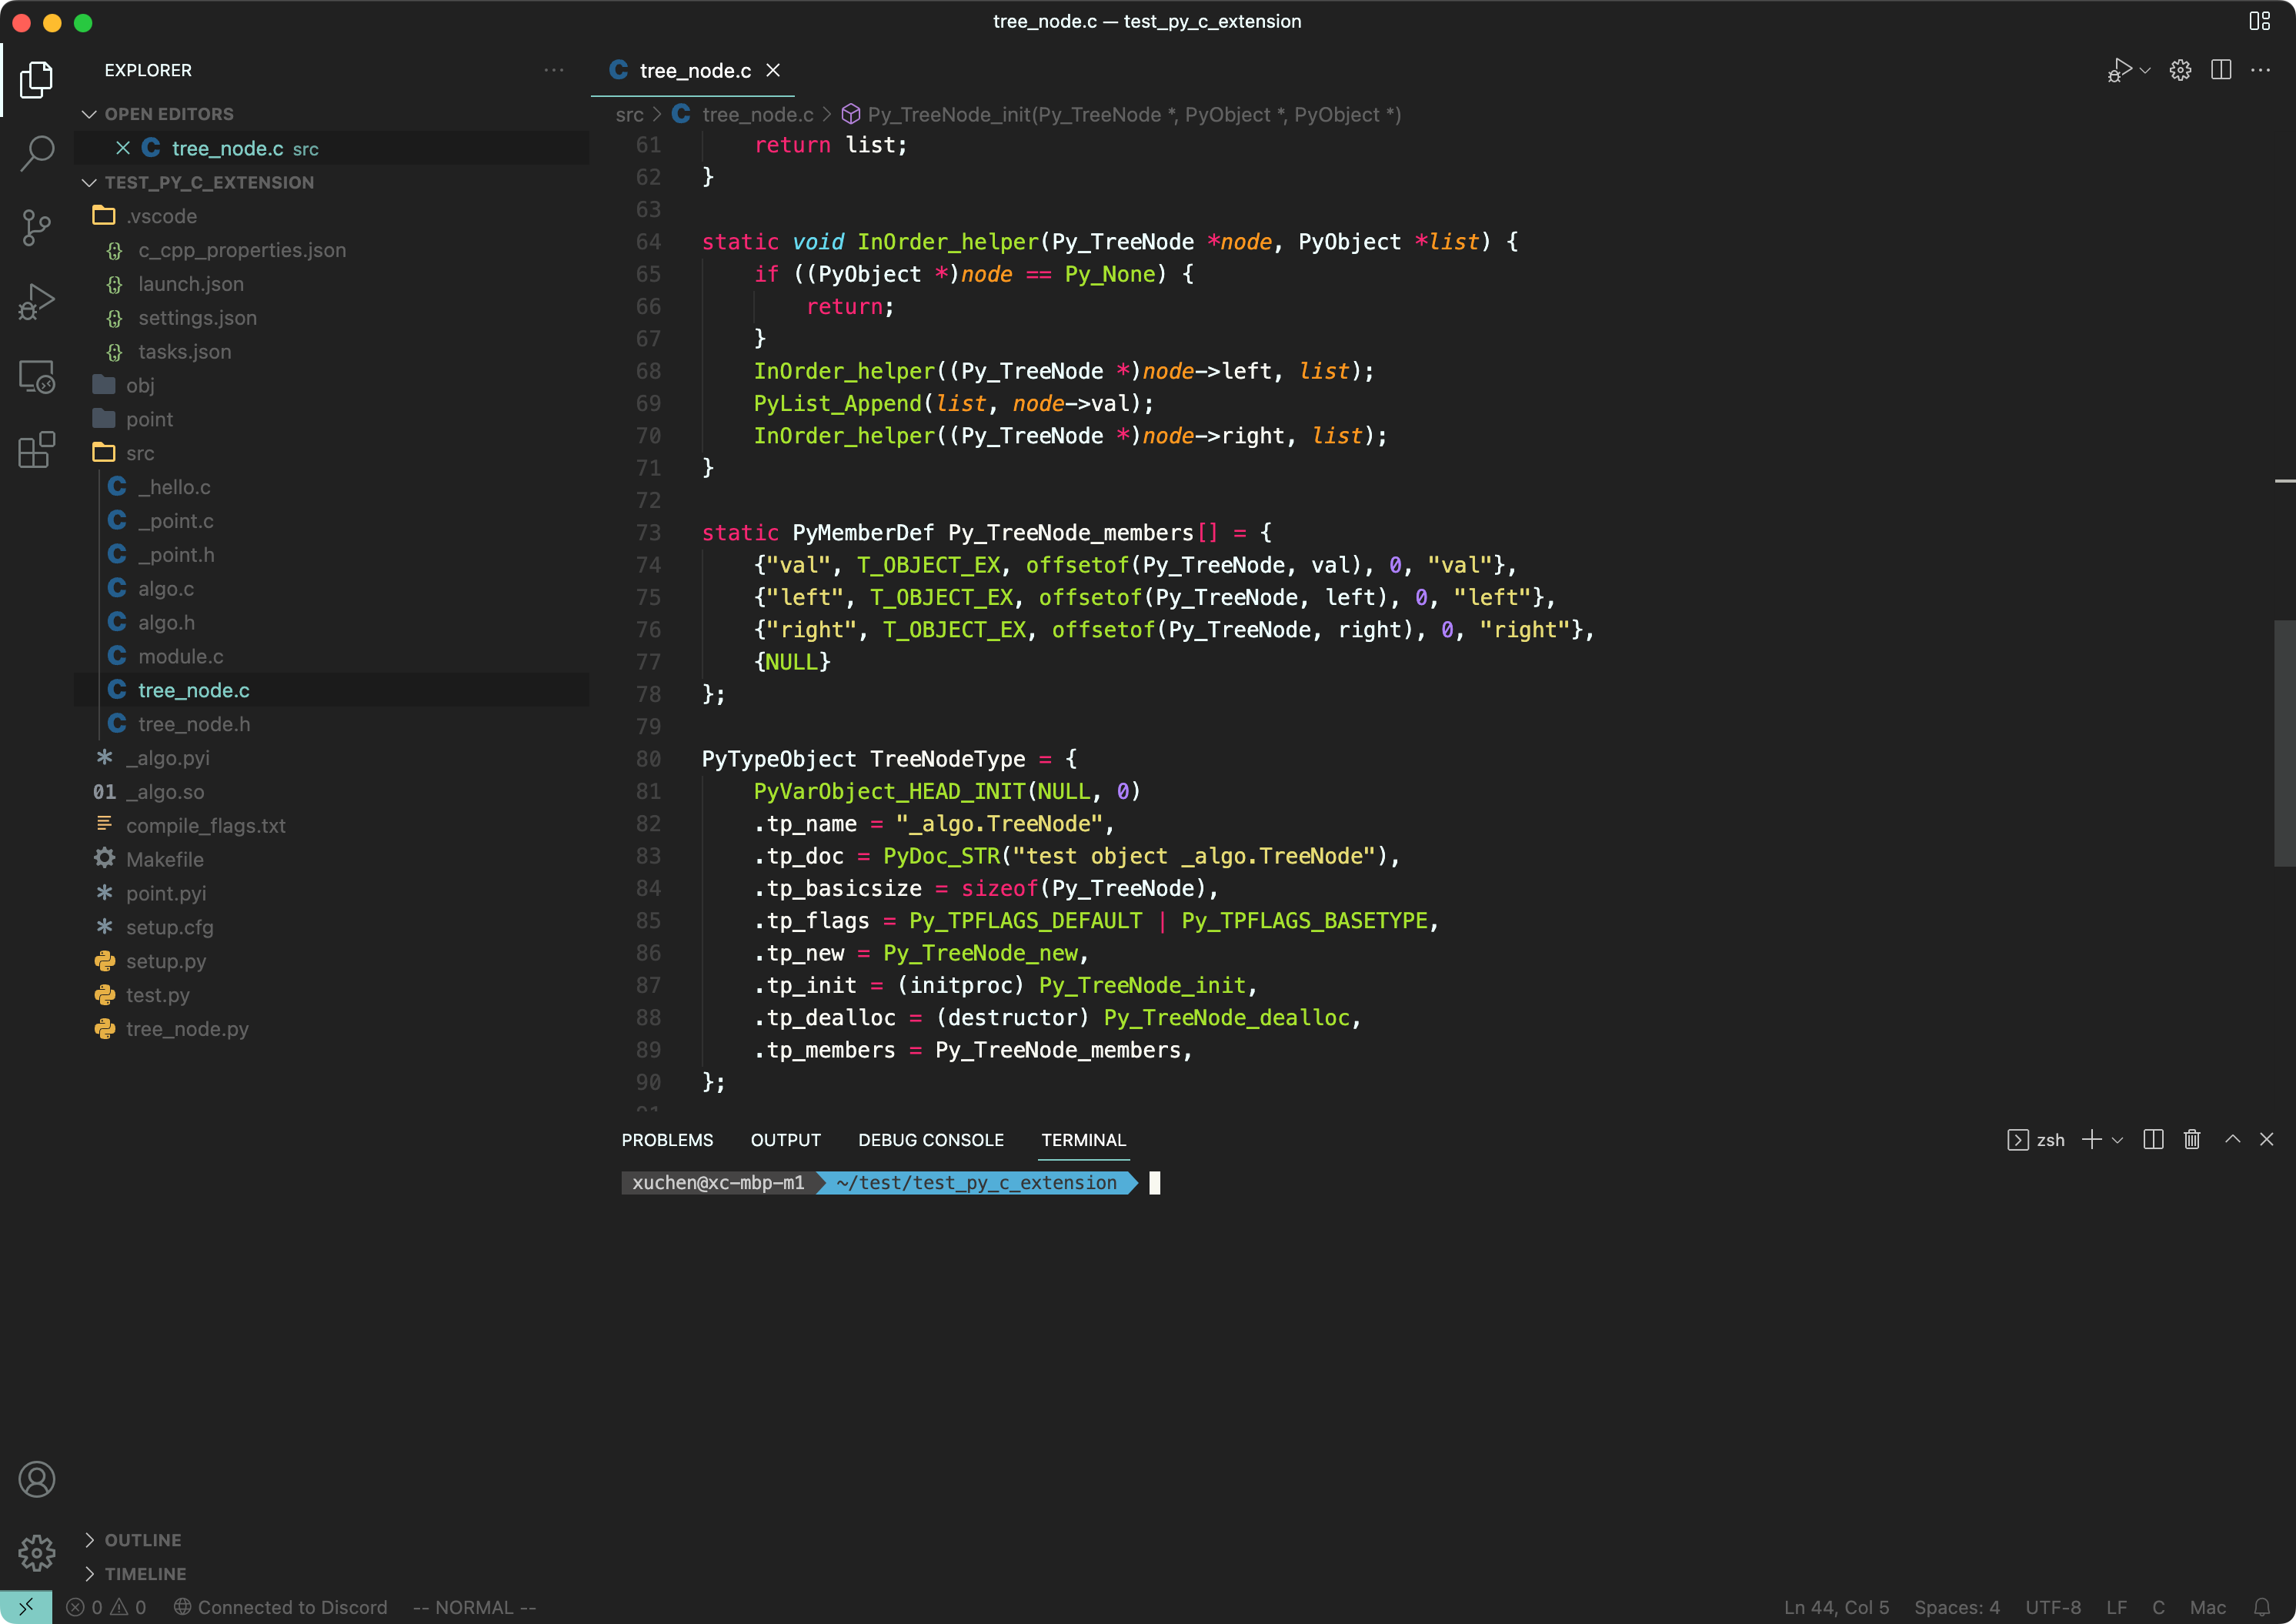 tree_node.c — test_py_c_extension
EXPLORER
OPEN EDITORS
tree_node.c src
TEST_PY_C_EXTENSION
.vscode
c_cpp_properties.json
launch.json
settings.json
tasks.json
obj
point
src
_hello.c
_point.c
_point.h
algo.c
algo.h
module.c
tree_node.c
tree_node.h
_algo.pyi
01 _algo.so
compile_flags.txt
Makefile
point.pyi
setup.cfg
setup.py
test.py
tree_node.py
OUTLINE
TIMELINE
tree_node.c
src > tree_node.c > Py_TreeNode_init(Py_TreeNode *, PyObject *, PyObject *)
61 return list;
62 }
63
64 static void InOrder_helper(Py_TreeNode *node, PyObject *list) {
65 if ((PyObject *)node == Py_None) {
66 return;
67 }
68 InOrder_helper((Py_TreeNode *)node->left, list);
69 PyList_Append(list, node->val);
70 InOrder_helper((Py_TreeNode *)node->right, list);
71 }
72
73 static PyMemberDef Py_TreeNode_members[] = {
74 {"val", T_OBJECT_EX, offsetof(Py_TreeNode, val), 0, "val"},
75 {"left", T_OBJECT_EX, offsetof(Py_TreeNode, left), 0, "left"},
76 {"right", T_OBJECT_EX, offsetof(Py_TreeNode, right), 0, "right"},
77 {NULL}
78 };
79
80 PyTypeObject TreeNodeType = {
81 PyVarObject_HEAD_INIT(NULL, 0)
82 .tp_name = "_algo.TreeNode",
83 .tp_doc = PyDoc_STR("test object _algo.TreeNode"),
84 .tp_basicsize = sizeof(Py_TreeNode),
85 .tp_flags = Py_TPFLAGS_DEFAULT | Py_TPFLAGS_BASETYPE,
86 .tp_new = Py_TreeNode_new,
87 .tp_init = (initproc) Py_TreeNode_init,
88 .tp_dealloc = (destructor) Py_TreeNode_dealloc,
89 .tp_members = Py_TreeNode_members,
90 };
91
PROBLEMS OUTPUT DEBUG CONSOLE TERMINAL
zsh
xuchen@xc-mbp-m1 ~/test/test_py_c_extension
0 0 Connected to Discord -- NORMAL --
Ln 44, Col 5 Spaces: 4 UTF-8 LF C Mac